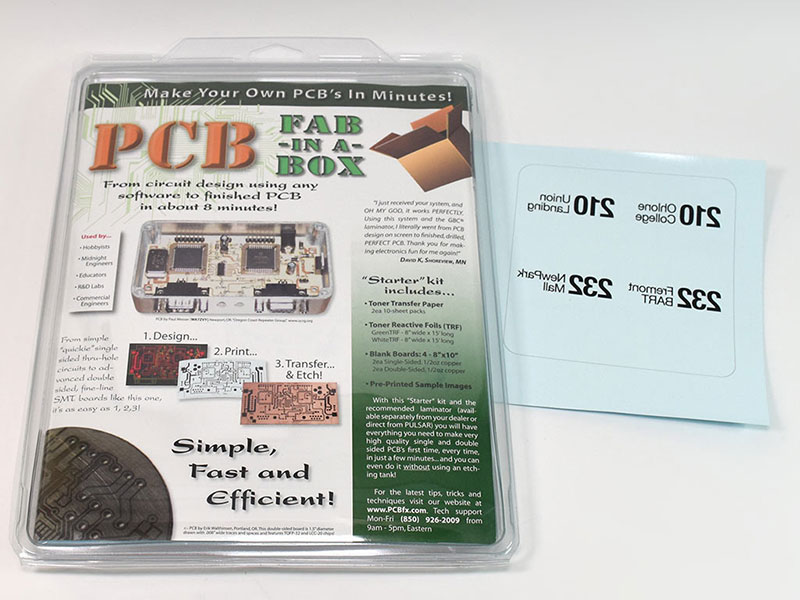 Make Your Own PCB's In Minutes!
PCB
FAB
-IN A-
BOX
From circuit design using any
software to finished PCB
in about 8 minutes!
"I just received your system, and
OH MY GOD, it works PERFECTLY.
Using this system and the GBC®
laminator, I literally went from PCB
design on screen to finished, drilled,
PERFECT PCB. Thank you for mak-
ing electronics fun for me again!"
DAVID K, SHOREVIEW, MN
Used by...
• Hobbyists
• Midnight
Engineers
• Educators
• R&D Labs
• Commercial
Engineers
"Starter" kit
includes...
• Toner Transfer Paper
2ea 10-sheet packs
• Toner Reactive Foils (TRF)
GreenTRF - 8" wide x 15' long
WhiteTRF - 8" wide x 15' long
• Blank Boards: 4 - 8"x10"
2ea Single-Sided, 1/2oz copper
2ea Double-Sided, 1/2oz copper
• Pre-Printed Sample Images
From simple
"quickie" single
sided thru-hole
circuits to ad-
vanced double
sided, fine-line
SMT boards like this one,
it's as easy as 1, 2, 3!
1. Design...
2. Print...
3. Transfer...
& Etch!
With this "Starter" kit and the
recommended laminator (avail-
able separately from your dealer or
direct from PULSAR) you will have
everything you need to make very
high quality single and double
sided PCB's first time, every time,
in just a few minutes... and you can
even do it without using an etch-
ing tank!
Simple,
Fast and
Efficient!
For the latest tips, tricks and
techniques visit our website at
www.PCBfx.com. Tech support
Mon-Fri (850) 926-2009 from
9am - 5pm, Eastern
210 Union
Landing
210 Ohlone
College
232 NewPark
Mall
232 Fremont
BART